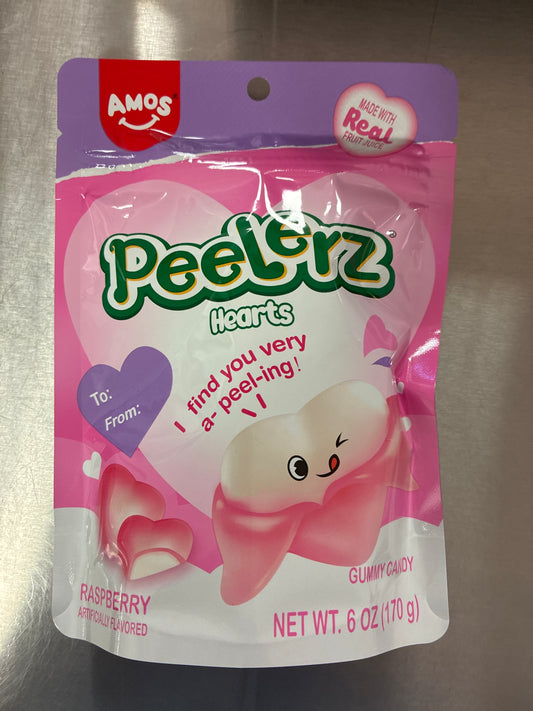 AMOS
MADE WITH
Real
FRUIT JUICE
Peelerz
Hearts
I find you very
a-peel-ing!
To:
From:
RASPBERRY
ARTIFICIALLY FLAVORED
GUMMY CANDY
NET WT. 6 OZ (170 g)